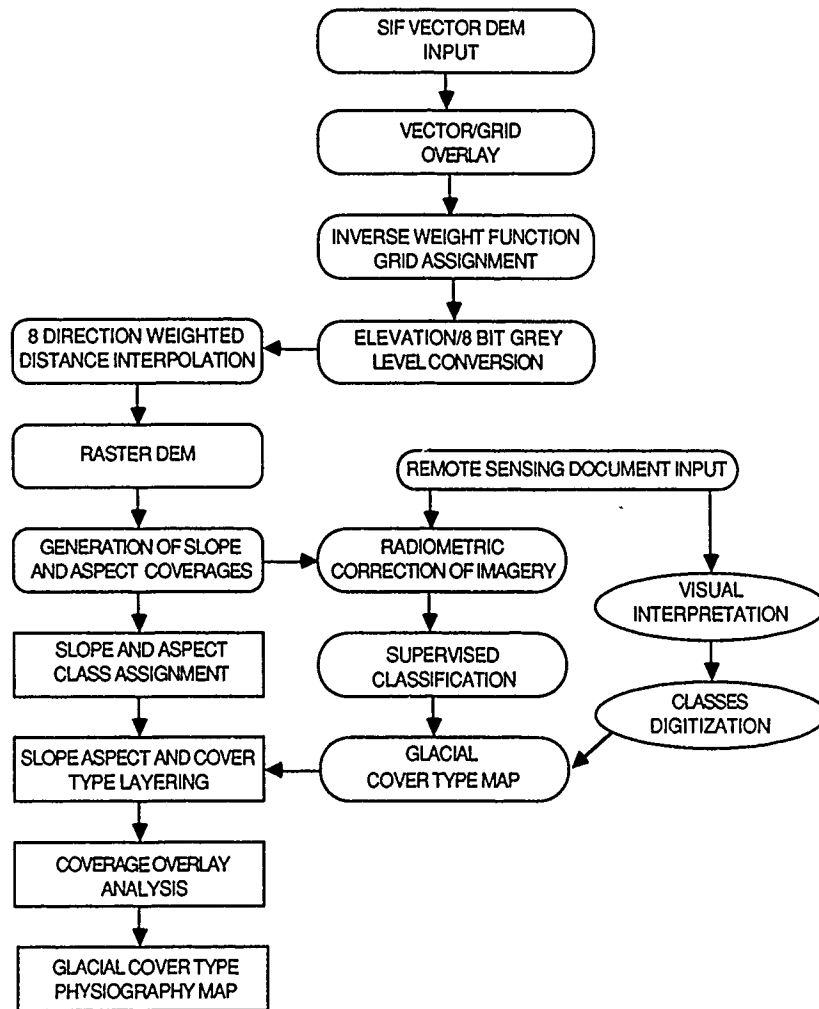 SIF VECTOR DEM
INPUT
VECTOR/GRID
OVERLAY
INVERSE WEIGHT FUNCTION
GRID ASSIGNMENT
8 DIRECTION WEIGHTED
DISTANCE INTERPOLATION
ELEVATION/8 BIT GREY
LEVEL CONVERSION
RASTER DEM
REMOTE SENSING DOCUMENT INPUT
GENERATION OF SLOPE
AND ASPECT COVERAGES
RADIOMETRIC
CORRECTION OF IMAGERY
VISUAL
INTERPRETATION
SLOPE AND ASPECT
CLASS ASSIGNMENT
SUPERVISED
CLASSIFICATION
CLASSES
DIGITIZATION
SLOPE ASPECT AND COVER
TYPE LAYERING
GLACIAL
COVER TYPE MAP
COVERAGE OVERLAY
ANALYSIS
GLACIAL COVER TYPE
PHYSIOGRAPHY MAP